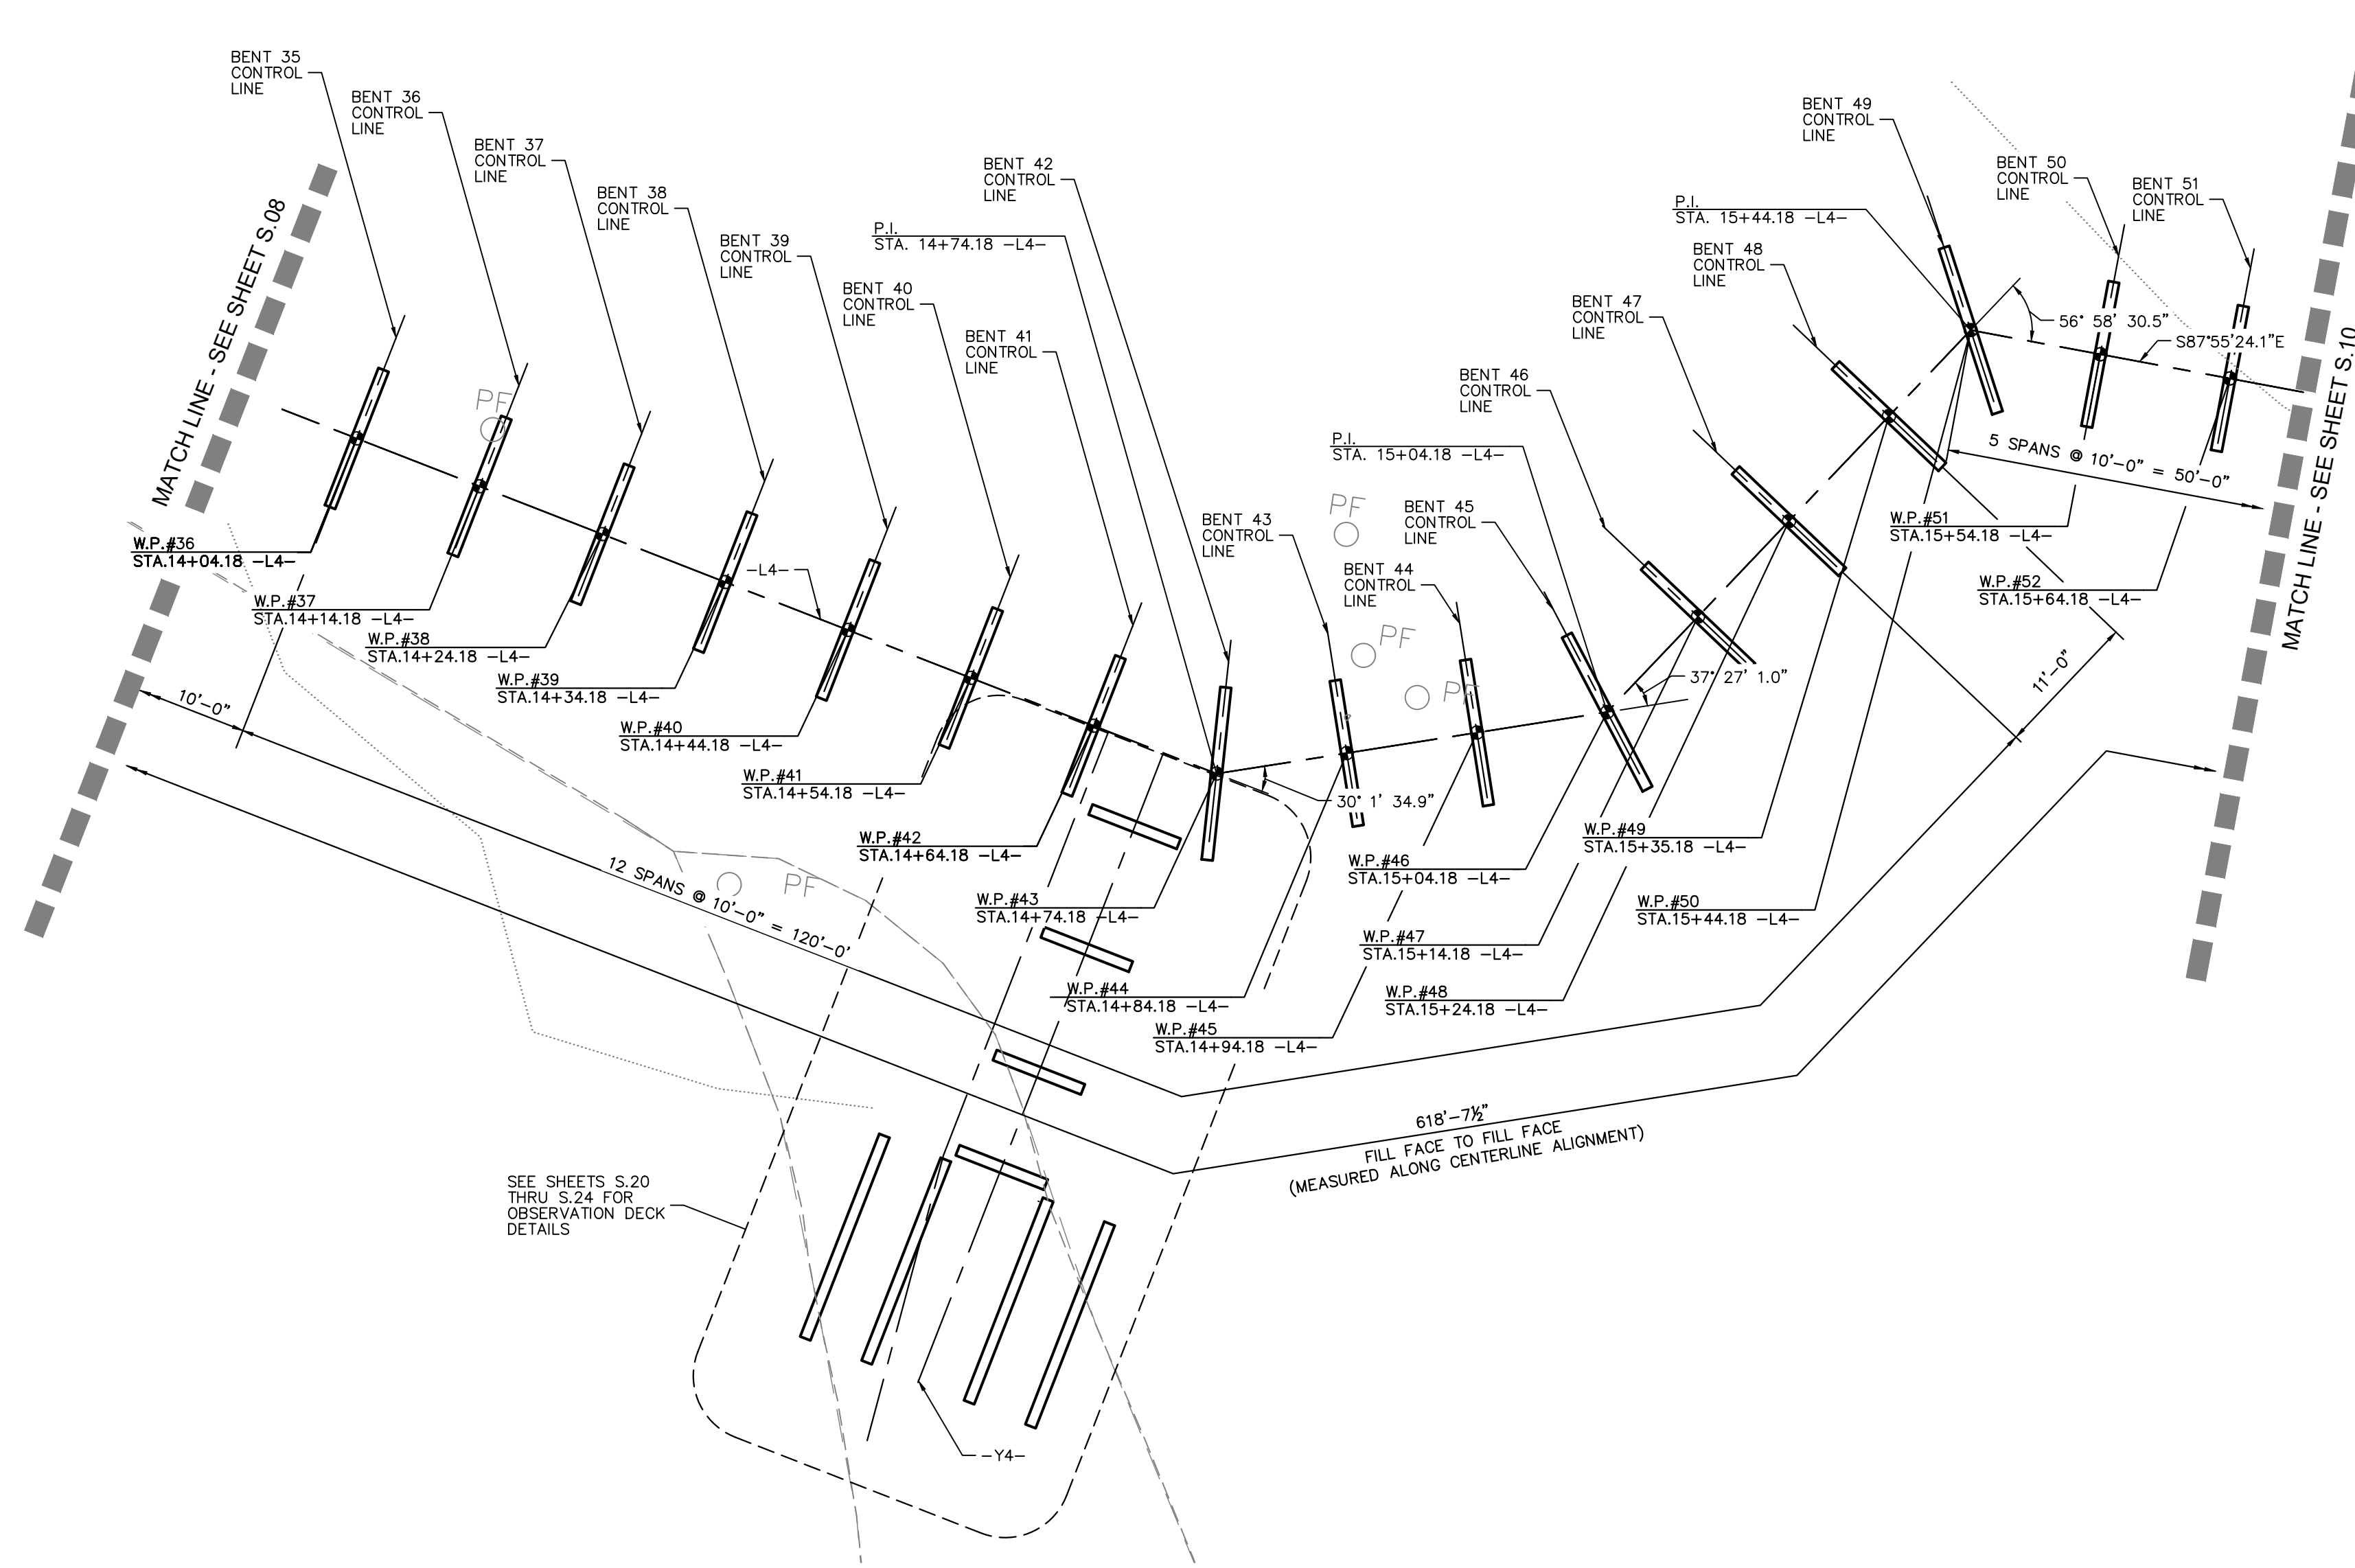 BENT 35
CONTROL
LINE
BENT 36
CONTROL
LINE
BENT 37
CONTROL
LINE
BENT 38
CONTROL
LINE
BENT 39
CONTROL
LINE
BENT 40
CONTROL
LINE
BENT 41
CONTROL
LINE
BENT 42
CONTROL
LINE
P.I.
STA. 14+74.18 -L4-
BENT 43
CONTROL
LINE
BENT 44
CONTROL
LINE
BENT 45
CONTROL
LINE
BENT 46
CONTROL
LINE
P.I.
STA. 15+04.18 -L4-
BENT 47
CONTROL
LINE
BENT 48
CONTROL
LINE
P.I.
STA. 15+44.18 -L4-
BENT 49
CONTROL
LINE
BENT 50
CONTROL
LINE
BENT 51
CONTROL
LINE
MATCH LINE - SEE SHEET S.08
MATCH LINE - SEE SHEET S.10
56° 58' 30.5"
S87°55'24.1"E
5 SPANS @ 10'-0" = 50'-0"
PF
PF
PF
PF
PF
-L4-
W.P.#36
STA.14+04.18 -L4-
W.P.#37
STA.14+14.18 -L4-
W.P.#38
STA.14+24.18 -L4-
W.P.#39
STA.14+34.18 -L4-
W.P.#40
STA.14+44.18 -L4-
W.P.#41
STA.14+54.18 -L4-
W.P.#42
STA.14+64.18 -L4-
W.P.#43
STA.14+74.18 -L4-
W.P.#44
STA.14+84.18 -L4-
W.P.#45
STA.14+94.18 -L4-
W.P.#46
STA.15+04.18 -L4-
W.P.#47
STA.15+14.18 -L4-
W.P.#48
STA.15+24.18 -L4-
W.P.#49
STA.15+35.18 -L4-
W.P.#50
STA.15+44.18 -L4-
W.P.#51
STA.15+54.18 -L4-
W.P.#52
STA.15+64.18 -L4-
37° 27' 1.0"
30° 1' 34.9"
11'-0"
10'-0"
12 SPANS @ 10'-0" = 120'-0"
618'-7½"
FILL FACE TO FILL FACE
(MEASURED ALONG CENTERLINE ALIGNMENT)
SEE SHEETS S.20
THRU S.24 FOR
OBSERVATION DECK
DETAILS
-Y4-